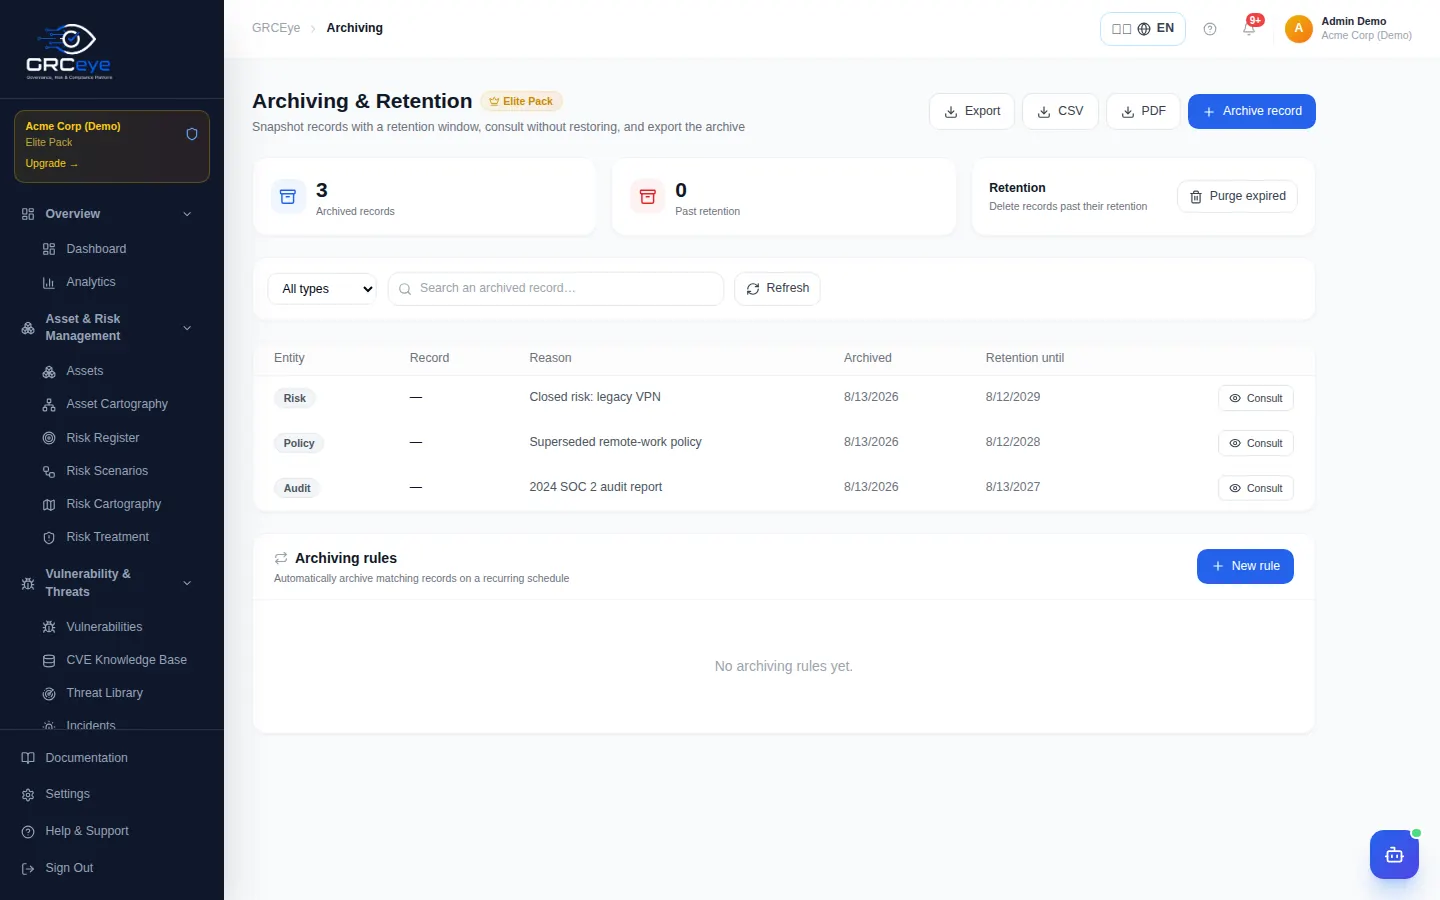 GRCeye
Governance, Risk & Compliance Platform
Acme Corp (Demo)
Elite Pack
Upgrade →
Overview
Dashboard
Analytics
Asset & Risk
Management
Assets
Asset Cartography
Risk Register
Risk Scenarios
Risk Cartography
Risk Treatment
Vulnerability &
Threats
Vulnerabilities
CVE Knowledge Base
Threat Library
Incidents
Documentation
Settings
Help & Support
Sign Out
GRCEye > Archiving
EN
9+
A
Admin Demo
Acme Corp (Demo)
Archiving & Retention
Elite Pack
Snapshot records with a retention window, consult without restoring, and export the archive
Export
CSV
PDF
Archive record
3
Archived records
0
Past retention
Retention
Delete records past their retention
Purge expired
All types
Search an archived record…
Refresh
Entity Record Reason Archived Retention until
Risk — Closed risk: legacy VPN 8/13/2026 8/12/2029 Consult
Policy — Superseded remote-work policy 8/13/2026 8/12/2028 Consult
Audit — 2024 SOC 2 audit report 8/13/2026 8/13/2027 Consult
Archiving rules
Automatically archive matching records on a recurring schedule
New rule
No archiving rules yet.